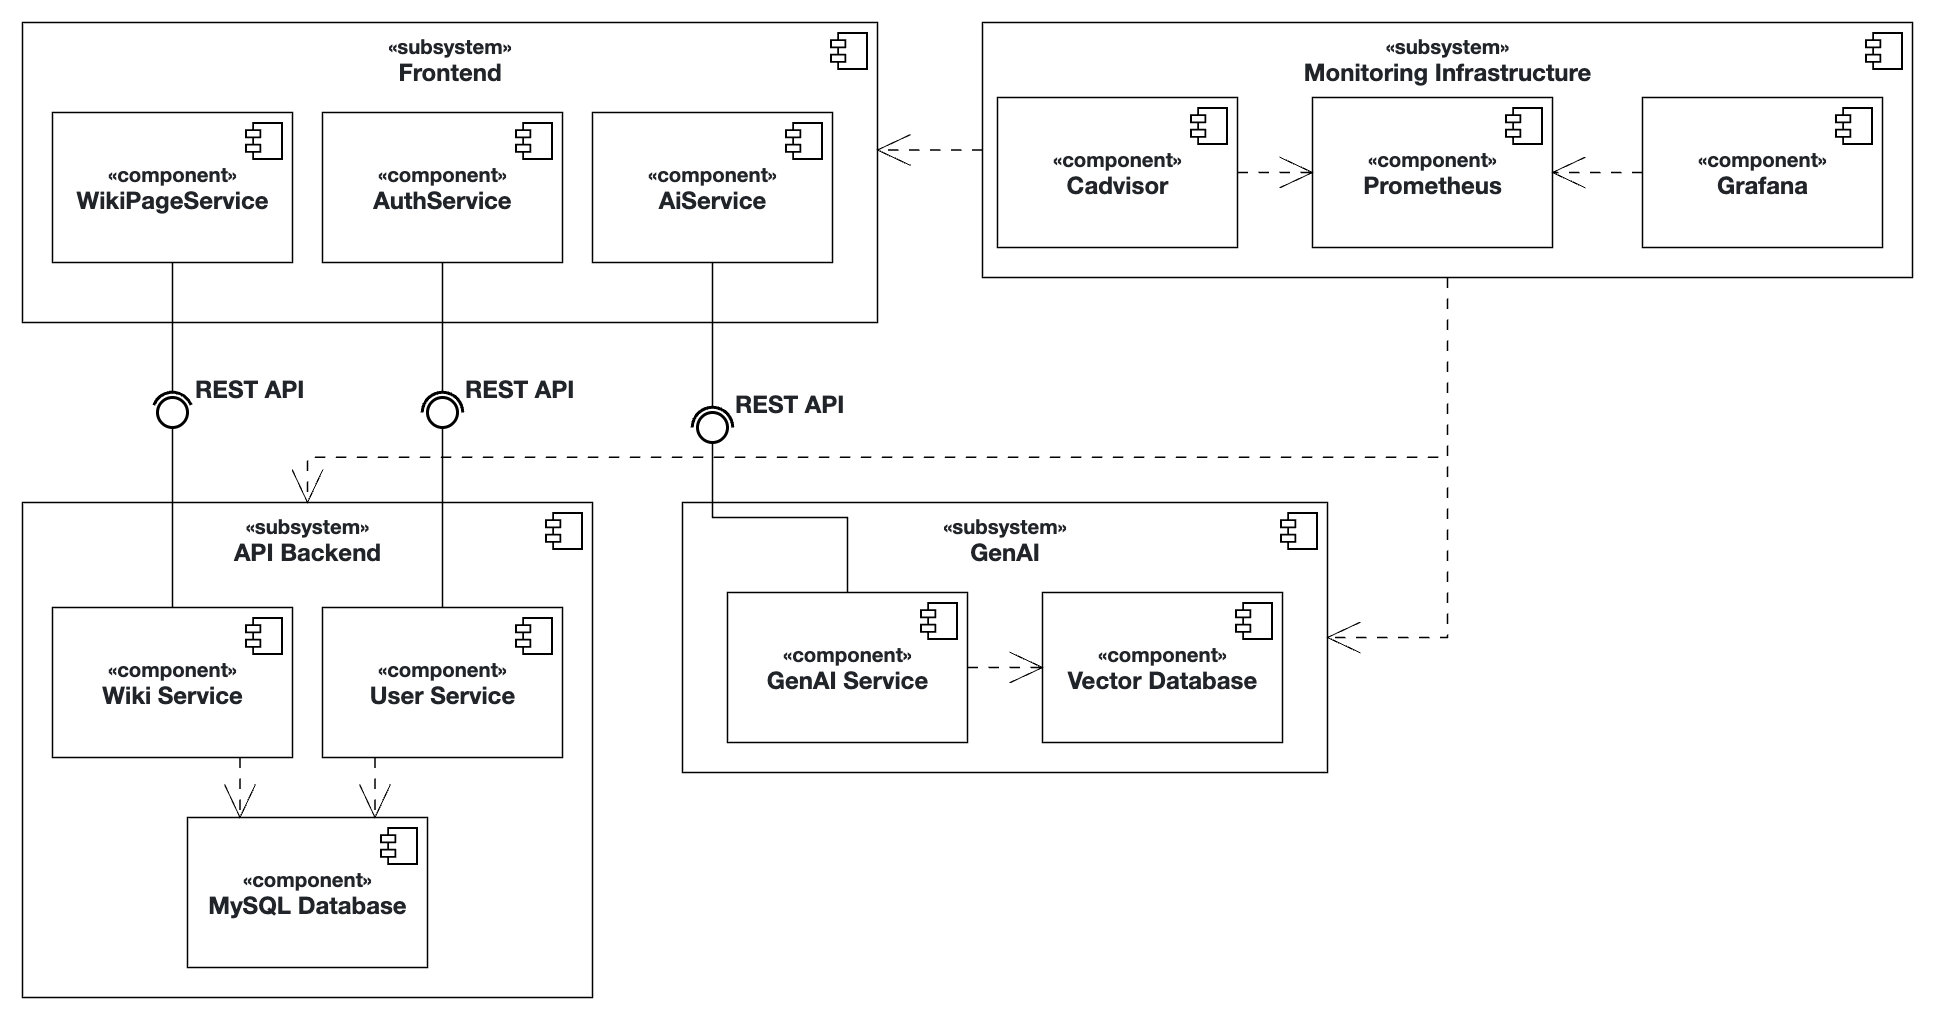 «subsystem»
Frontend
«component»
WikiPageService
«component»
AuthService
«component»
AiService
«subsystem»
Monitoring Infrastructure
«component»
Cadvisor
«component»
Prometheus
«component»
Grafana
REST API
REST API
REST API
«subsystem»
API Backend
«component»
Wiki Service
«component»
User Service
«component»
MySQL Database
«subsystem»
GenAI
«component»
GenAI Service
«component»
Vector Database